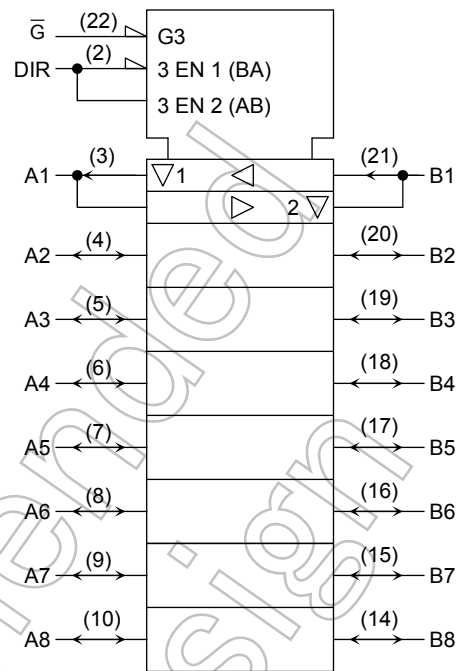 G̅ (22) G3
DIR (2) 3 EN 1 (BA)
3 EN 2 (AB)
A1 (3) 1 (21) B1
2
A2 (4) (20) B2
A3 (5) (19) B3
A4 (6) (18) B4
A5 (7) (17) B5
A6 (8) (16) B6
A7 (9) (15) B7
A8 (10) (14) B8
ended
sign